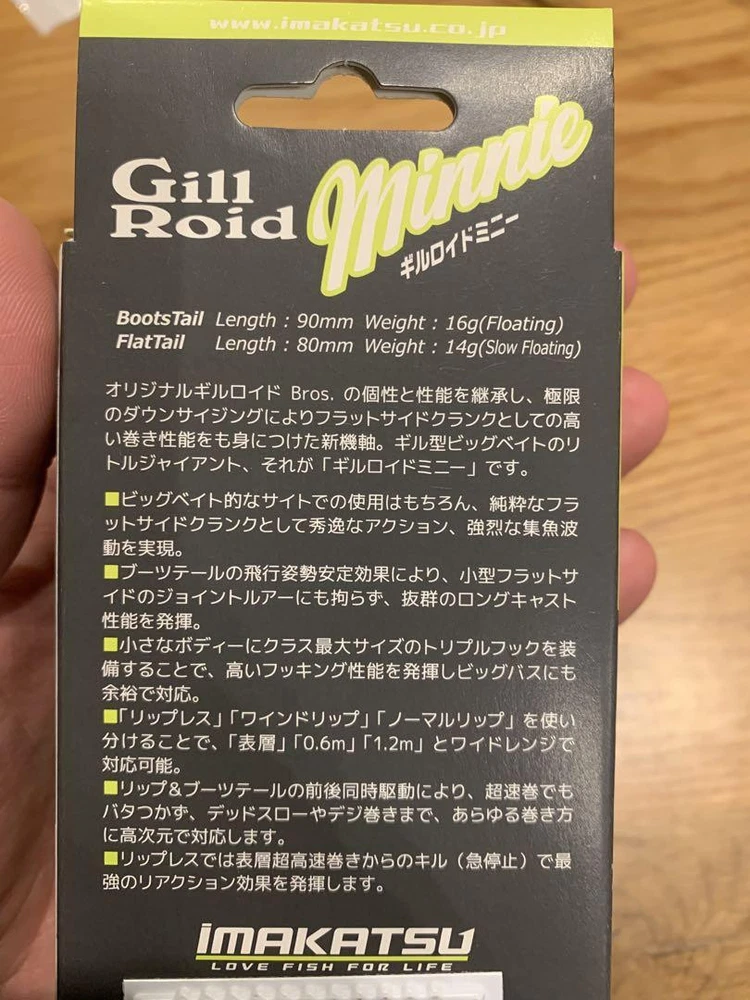 www.imakatsu.co.jp
Gill
Roid
Minnie
ギルロイドミニー
BootsTail Length : 90mm Weight : 16g(Floating)
FlatTail Length : 80mm Weight : 14g(Slow Floating)
オリジナルギルロイド Bros. の個性と性能を継承し、極限
のダウンサイジングによりフラットサイドクランクとしての高
い巻き性能をも身につけた新機軸。ギル型ビッグベイトのリ
トルジャイアント、それが「ギルロイドミニー」です。
■ビッグベイト的なサイトでの使用はもちろん、純粋なフラ
ットサイドクランクとして秀逸なアクション、強烈な集魚波
動を実現。
■ブーツテールの飛行姿勢安定効果により、小型フラットサ
イドのジョイントルアーにも拘らず、抜群のロングキャスト
性能を発揮。
■小さなボディーにクラス最大サイズのトリプルフックを装
備することで、高いフッキング性能を発揮しビッグバスにも
余裕で対応。
■「リップレス」「ワインドリップ」「ノーマルリップ」を使い
分けることで、「表層」「0.6m」「1.2m」とワイドレンジで
対応可能。
■リップ&ブーツテールの前後同時駆動により、超速巻でも
バタつかず、デッドスローやデジ巻きまで、あらゆる巻き方
に高次元で対応します。
■リップレスでは表層超高速巻きからのキル（急停止）で最
強のリアクション効果を発揮します。
iMAKATSU
LOVE FISH FOR LIFE